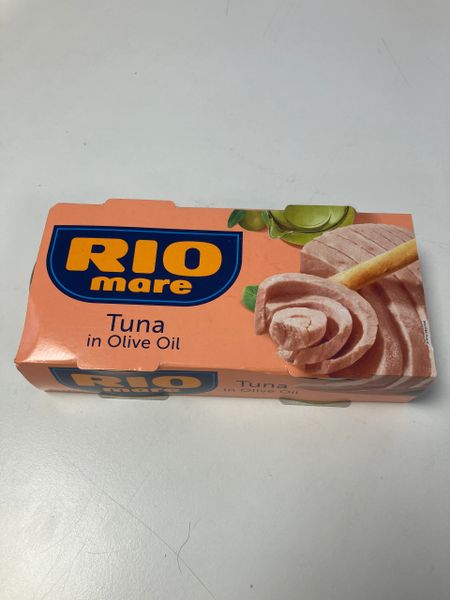 RIO
mare
Tuna
in Olive Oil
RIO
mare
Tuna
in Olive Oil